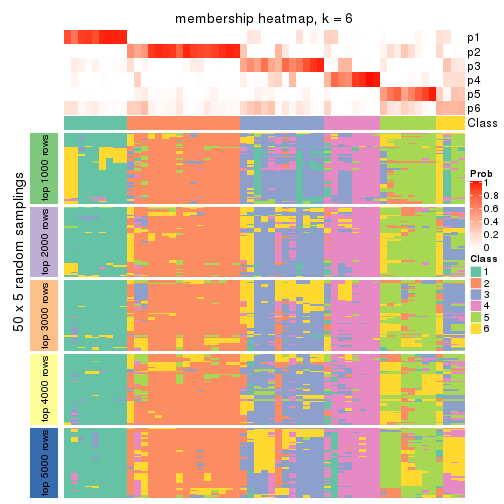 membership heatmap, k = 6
p1
p2
p3
p4
p5
p6
Class
50 x 5 random samplings
top 1000 rows
top 2000 rows
top 3000 rows
top 4000 rows
top 5000 rows
Prob
1
0.8
0.6
0.4
0.2
0
Class
1
2
3
4
5
6